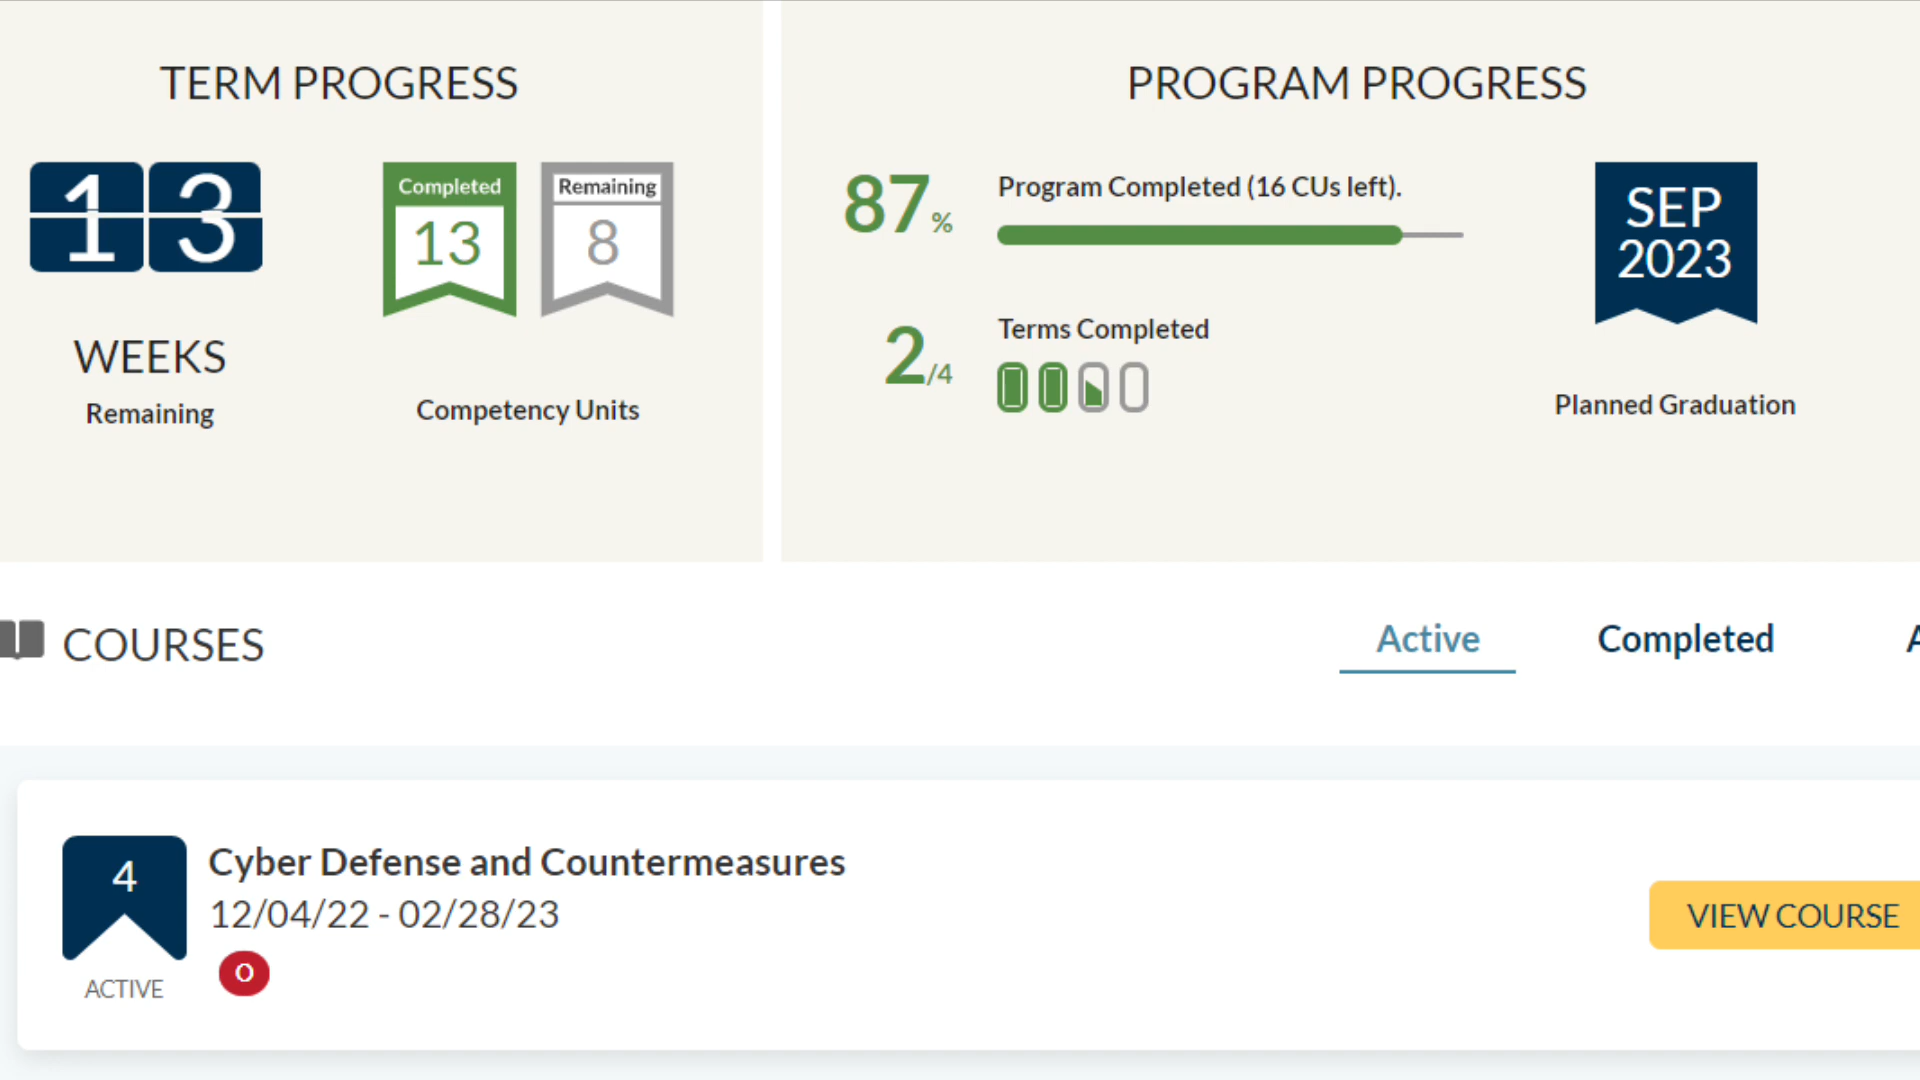 TERM PROGRESS
13
WEEKS
Remaining
Completed
13
Remaining
8
Competency Units
PROGRAM PROGRESS
87%
Program Completed (16 CUs left).
2/4
Terms Completed
SEP
2023
Planned Graduation
COURSES
Active
Completed
A
4
ACTIVE
Cyber Defense and Countermeasures
12/04/22 - 02/28/23
O
VIEW COURSE